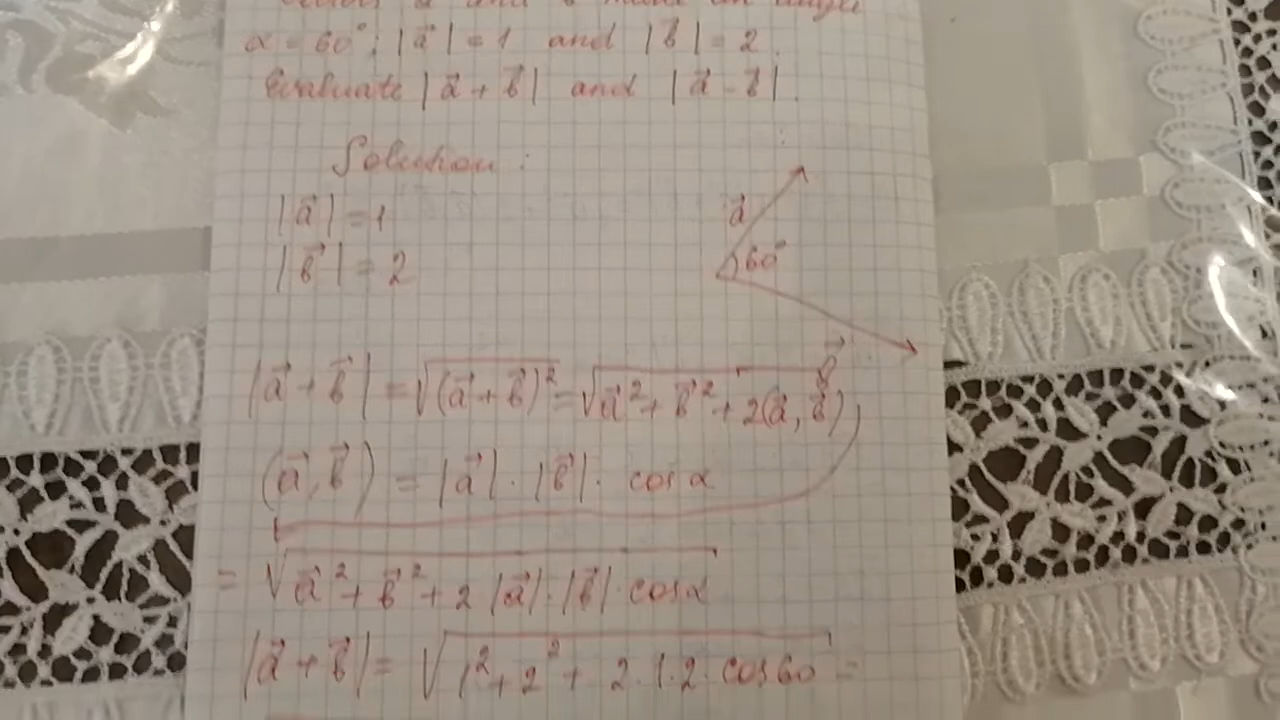 α = 60°; |a⃗| = 1 and |b⃗| = 2.
Evaluate |a⃗ + b⃗| and |a⃗ - b⃗|.
Solution:
|a⃗| = 1
|b⃗| = 2
a⃗
60°
b⃗
|a⃗ + b⃗| = √(a⃗ + b⃗)² = √a⃗² + b⃗² + 2(a⃗, b⃗)
(a⃗, b⃗) = |a⃗| · |b⃗| · cos α
= √a⃗² + b⃗² + 2 |a⃗| · |b⃗| · cos α
|a⃗ + b⃗| = √1² + 2² + 2 · 1 · 2 · cos 60° =